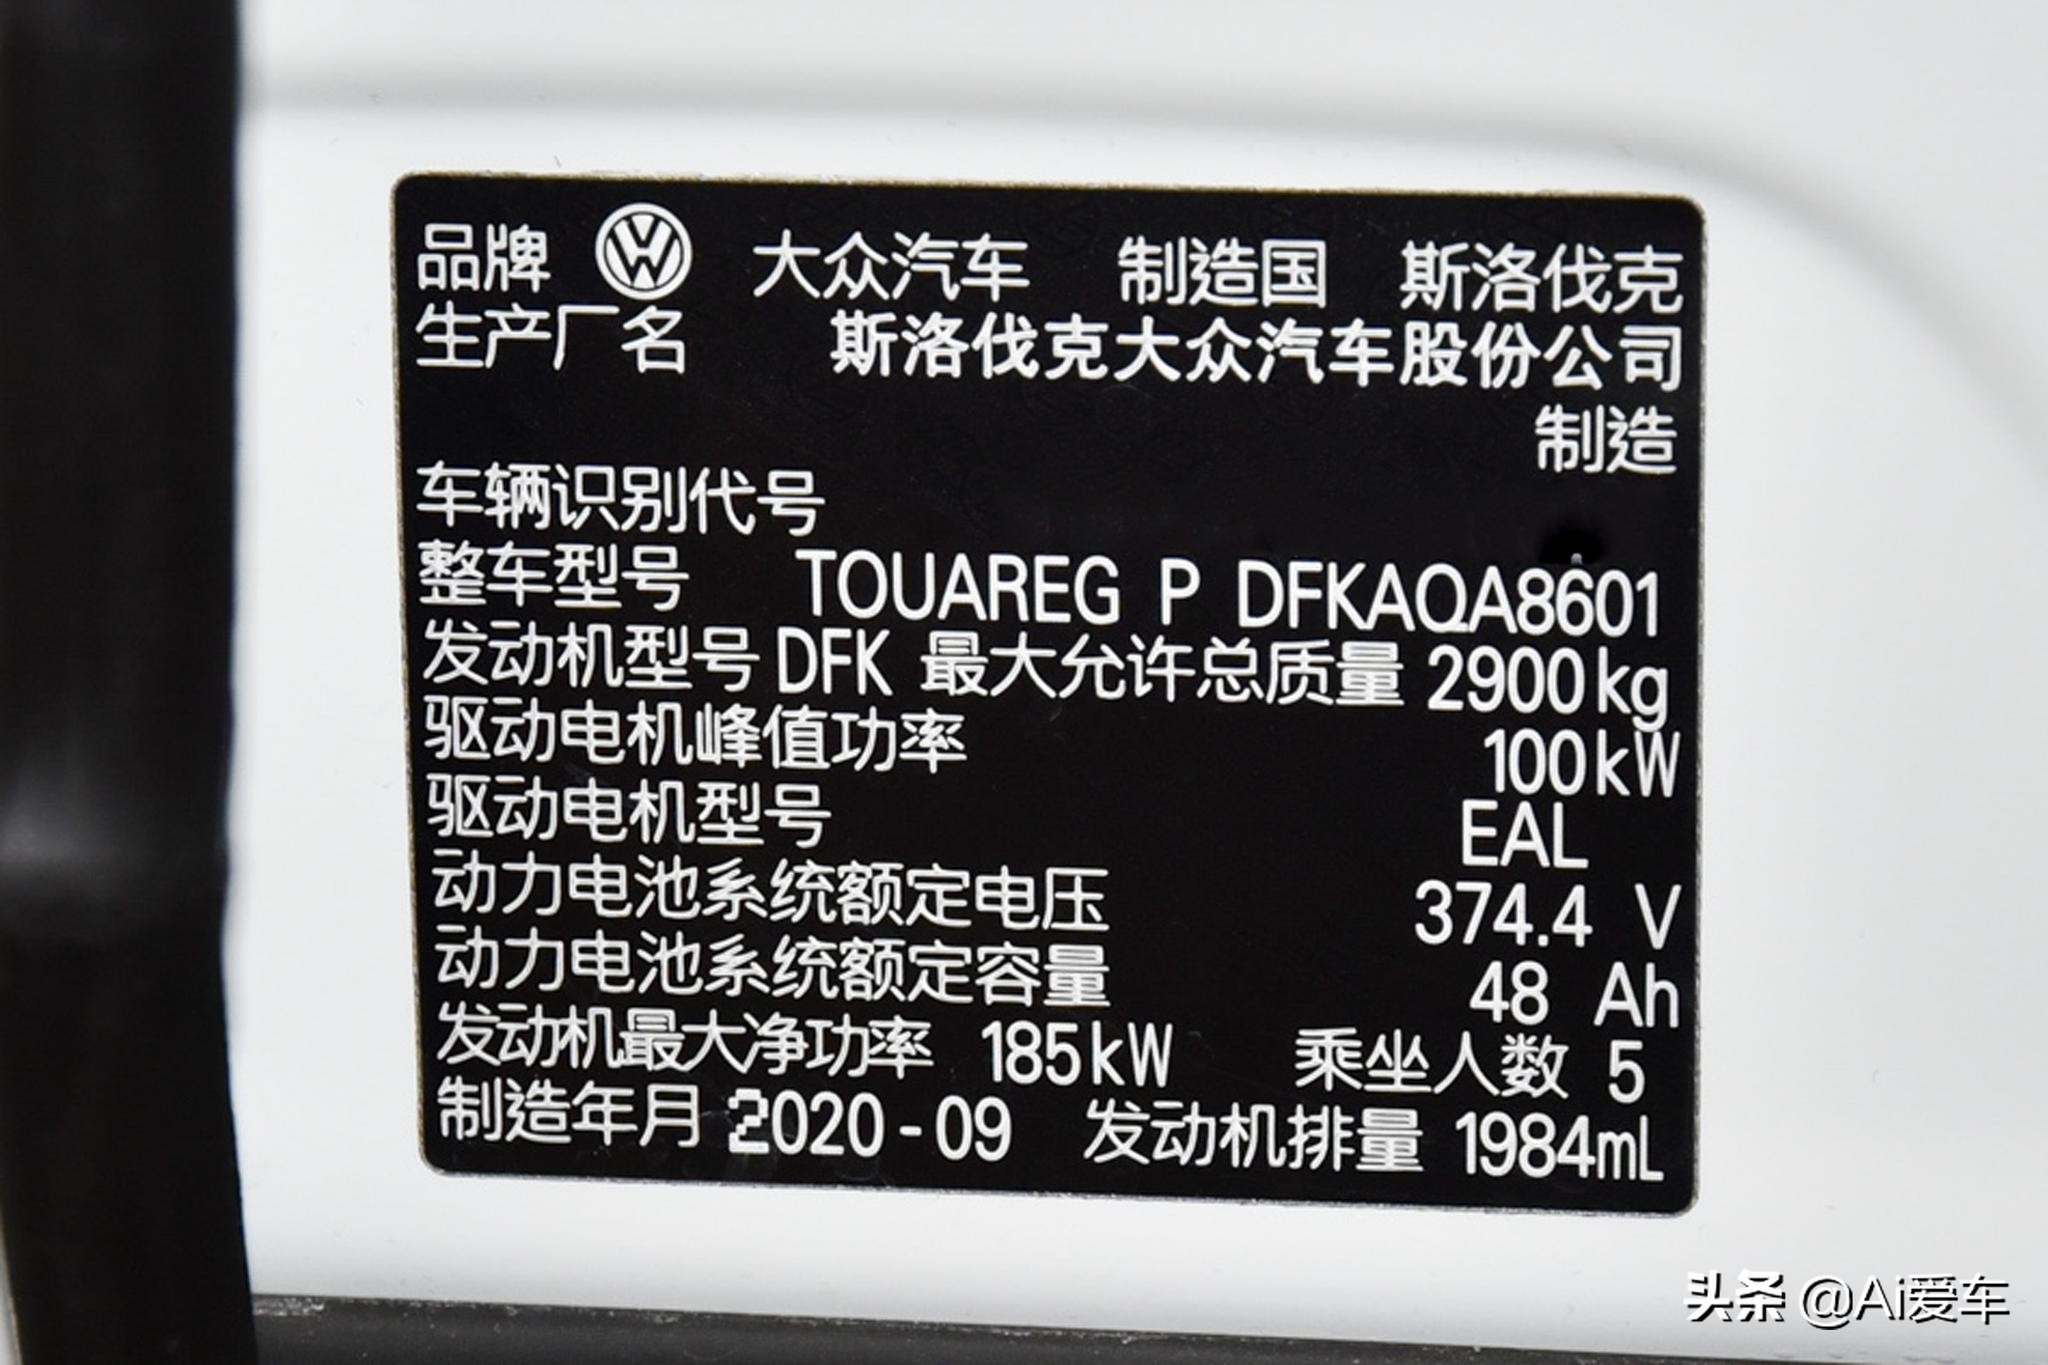 品牌 大众汽车 制造国 斯洛伐克
生产厂名 斯洛伐克大众汽车股份公司
制造
车辆识别代号
整车型号 TOUAREG P DFKAQA8601
发动机型号 DFK 最大允许总质量 2900kg
驱动电机峰值功率 100kW
驱动电机型号 EAL
动力电池系统额定电压 374.4 V
动力电池系统额定容量 48 Ah
发动机最大净功率 185kW 乘坐人数 5
制造年月 2020-09 发动机排量 1984mL
头条 @Ai爱车